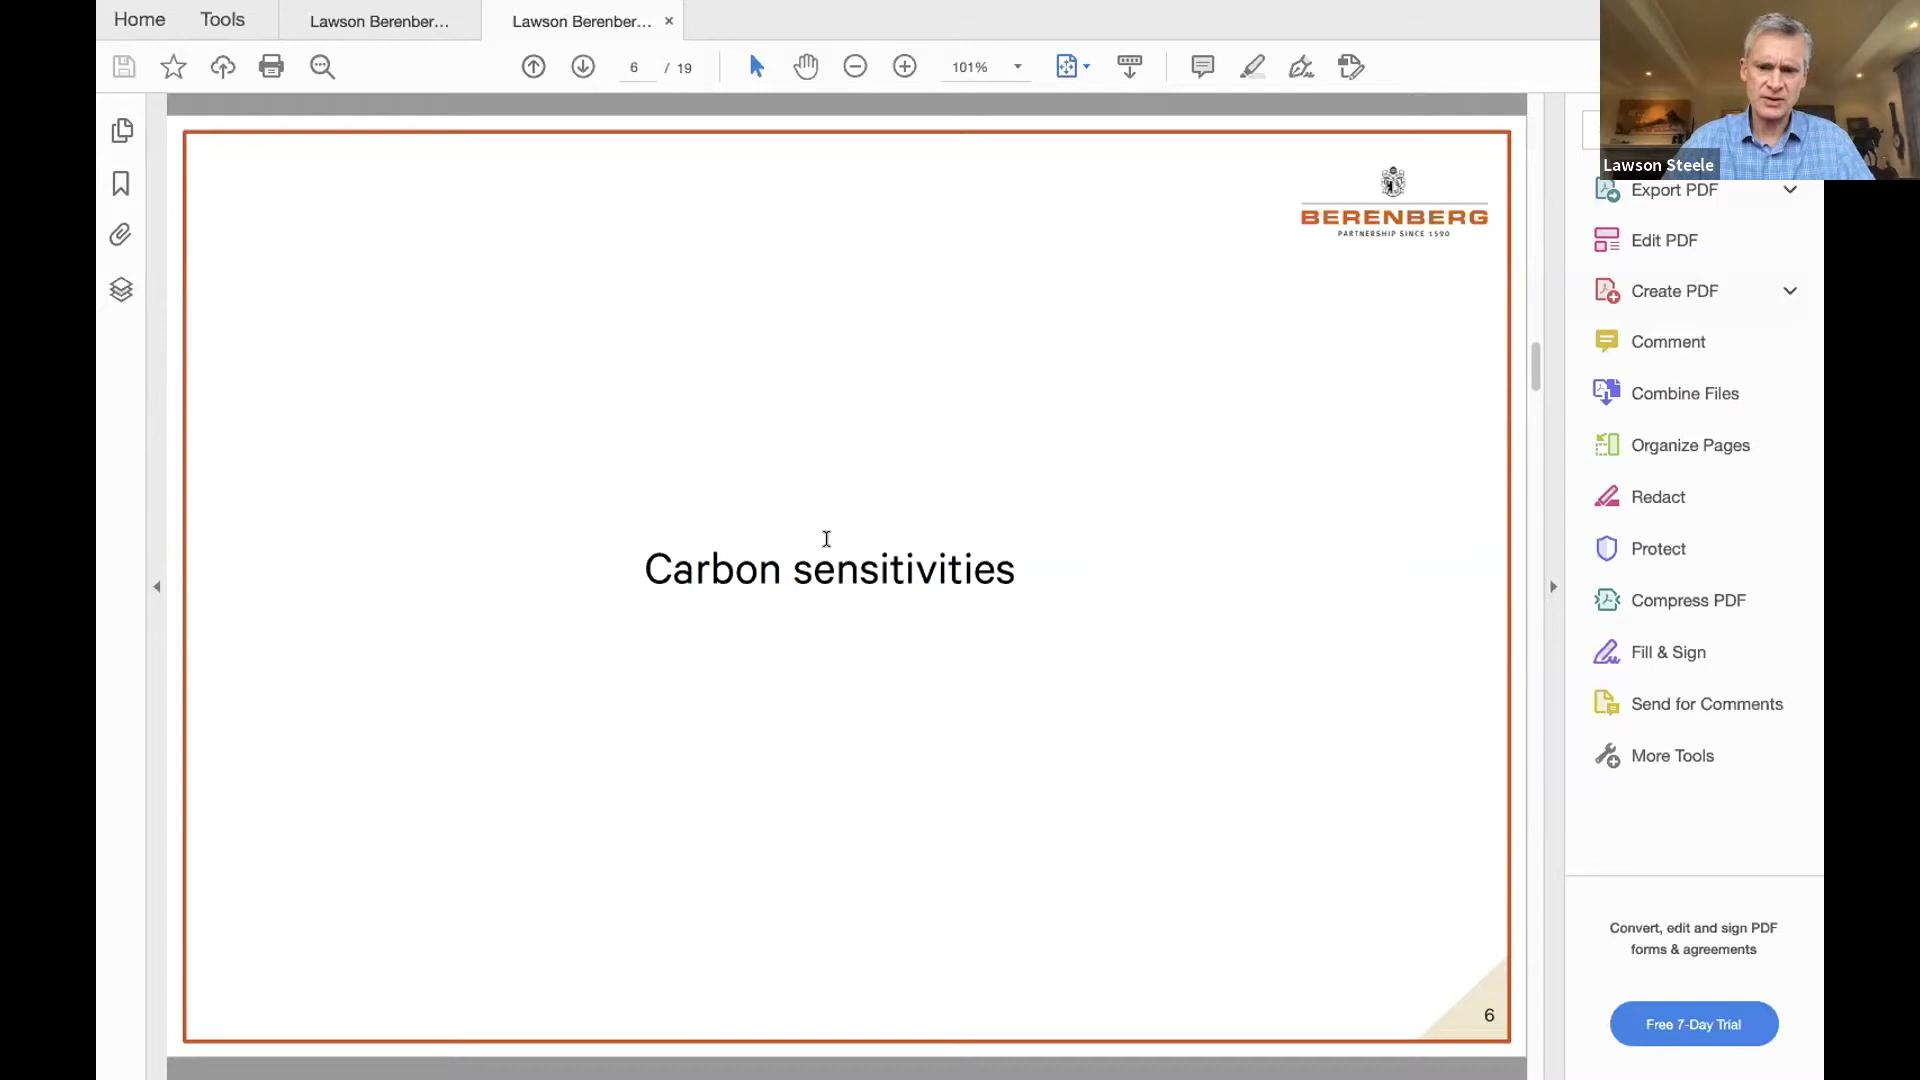 Home
Tools
Lawson Berenber...
Lawson Berenber...
6 / 19
101%
Lawson Steele
BERENBERG
PARTNERSHIP SINCE 1590
Carbon sensitivities
6
Export PDF
Edit PDF
Create PDF
Comment
Combine Files
Organize Pages
Redact
Protect
Compress PDF
Fill & Sign
Send for Comments
More Tools
Convert, edit and sign PDF
forms & agreements
Free 7-Day Trial